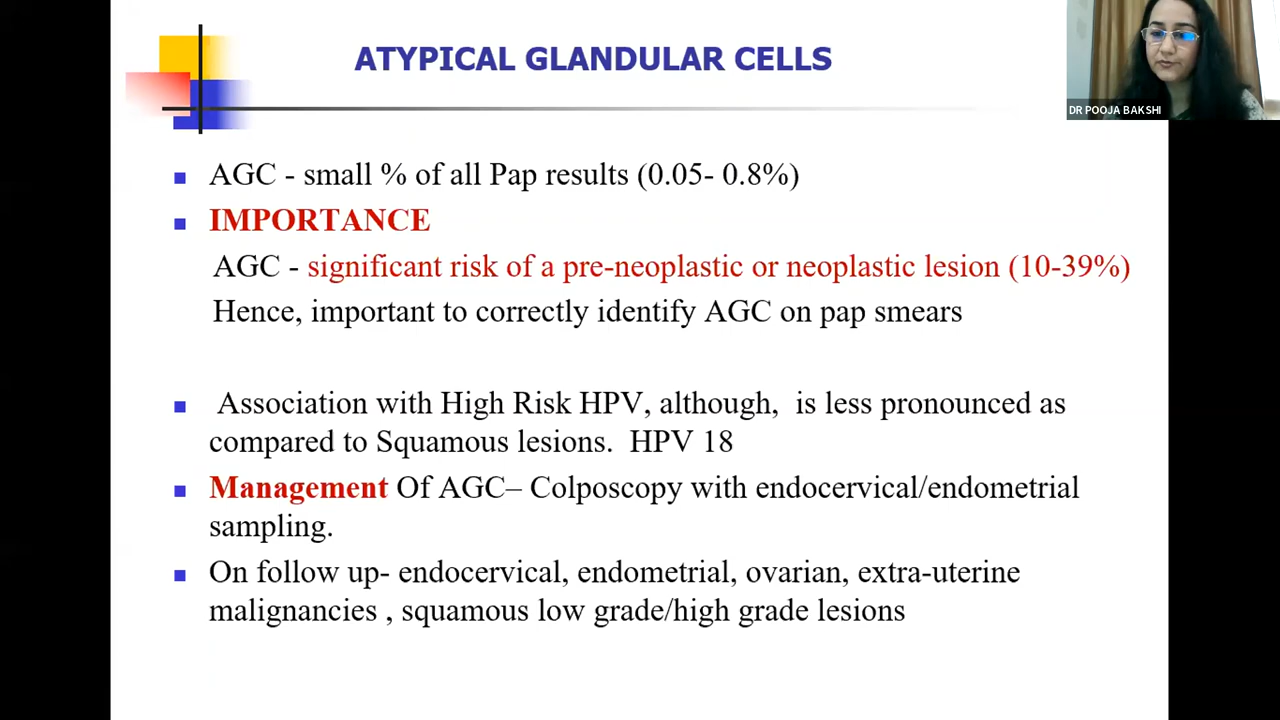 ATYPICAL GLANDULAR CELLS
DR POOJA BAKSHI
AGC - small % of all Pap results (0.05- 0.8%)
IMPORTANCE
AGC - significant risk of a pre-neoplastic or neoplastic lesion (10-39%)
Hence, important to correctly identify AGC on pap smears
Association with High Risk HPV, although, is less pronounced as
compared to Squamous lesions. HPV 18
Management Of AGC– Colposcopy with endocervical/endometrial
sampling.
On follow up- endocervical, endometrial, ovarian, extra-uterine
malignancies , squamous low grade/high grade lesions